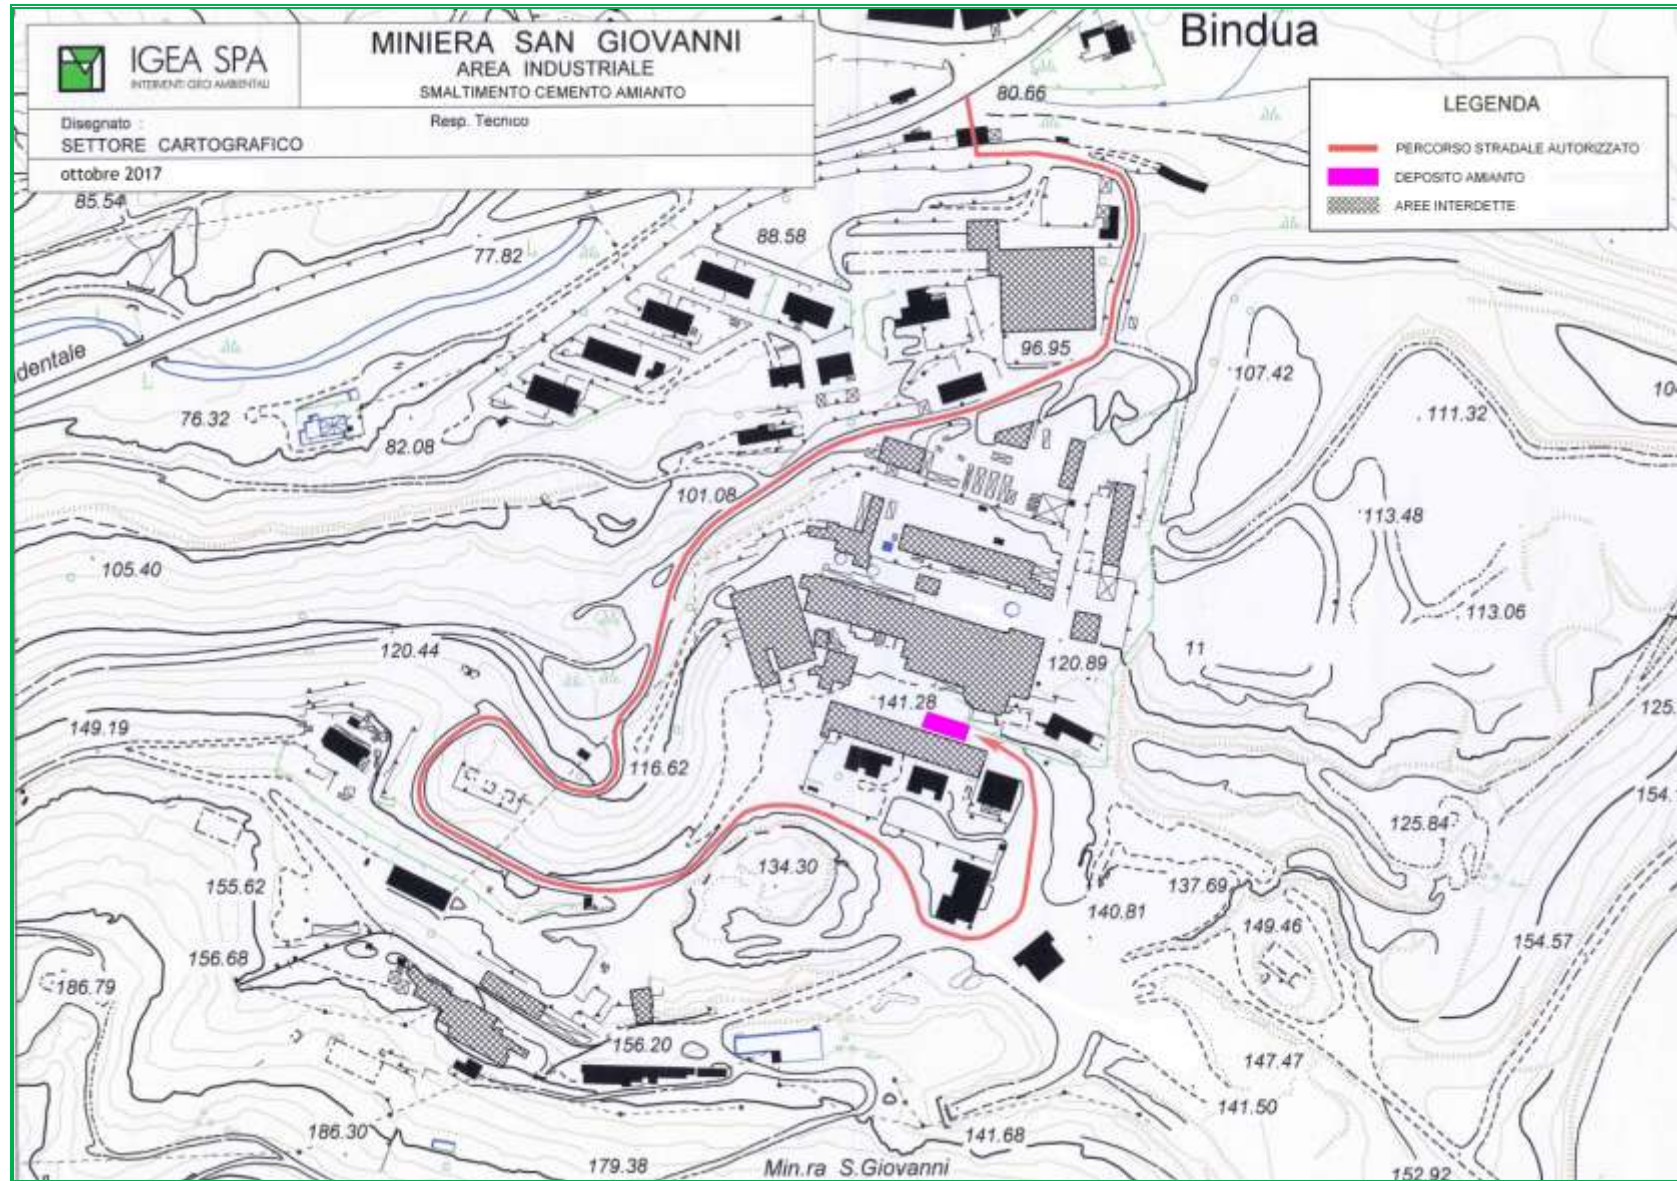 IGEA SPA
INTERVENTI GEO AMBIENTALI
MINIERA SAN GIOVANNI
AREA INDUSTRIALE
SMALTIMENTO CEMENTO AMIANTO
Disegnato :
SETTORE CARTOGRAFICO
Resp. Tecnico
ottobre 2017
Bindua
LEGENDA
PERCORSO STRADALE AUTORIZZATO
DEPOSITO AMIANTO
AREE INTERDETTE
80.66
85.54
88.58
77.82
96.95
107.42
dentale
76.32
82.08
111.32
10
101.08
113.48
105.40
113.06
120.44
120.89
11
141.28
125.
149.19
116.62
154.
125.84
134.30
155.62
137.69
140.81
149.46
154.57
156.68
186.79
156.20
147.47
141.50
186.30
141.68
179.38
Min.ra S.Giovanni
152.92